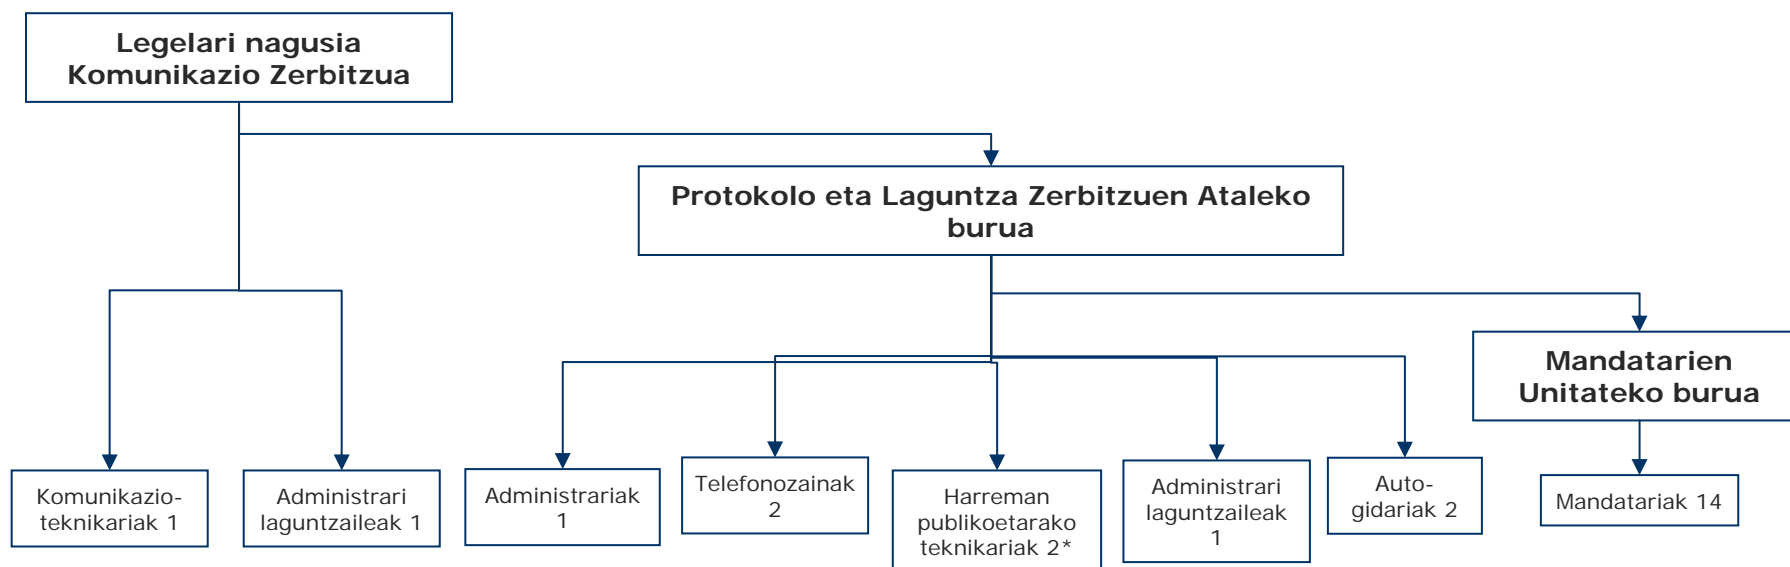 Legelari nagusia
Komunikazio Zerbitzua
Protokolo eta Laguntza Zerbitzuen Ataleko
burua
Mandatarien
Unitateko burua
Komunikazio-
teknikariak 1
Administrari
laguntzaileak 1
Administrariak
1
Telefonozainak
2
Harreman
publikoetarako
teknikariak 2*
Administrari
laguntzaileak
1
Auto-
gidariak 2
Mandatariak 14